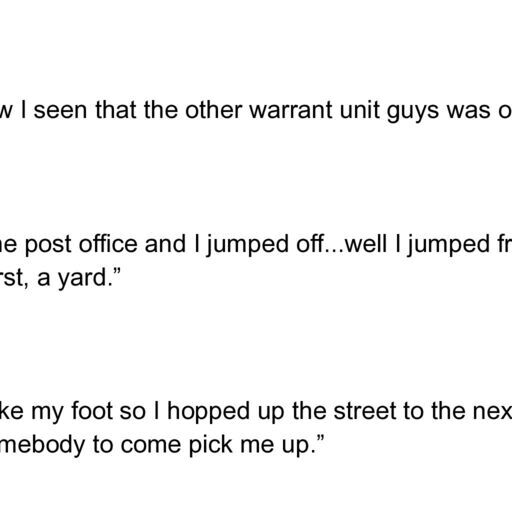 w I seen that the other warrant unit guys was o
e post office and I jumped off...well I jumped fr
rst, a yard.”
ke my foot so I hopped up the street to the nex
mebody to come pick me up.”